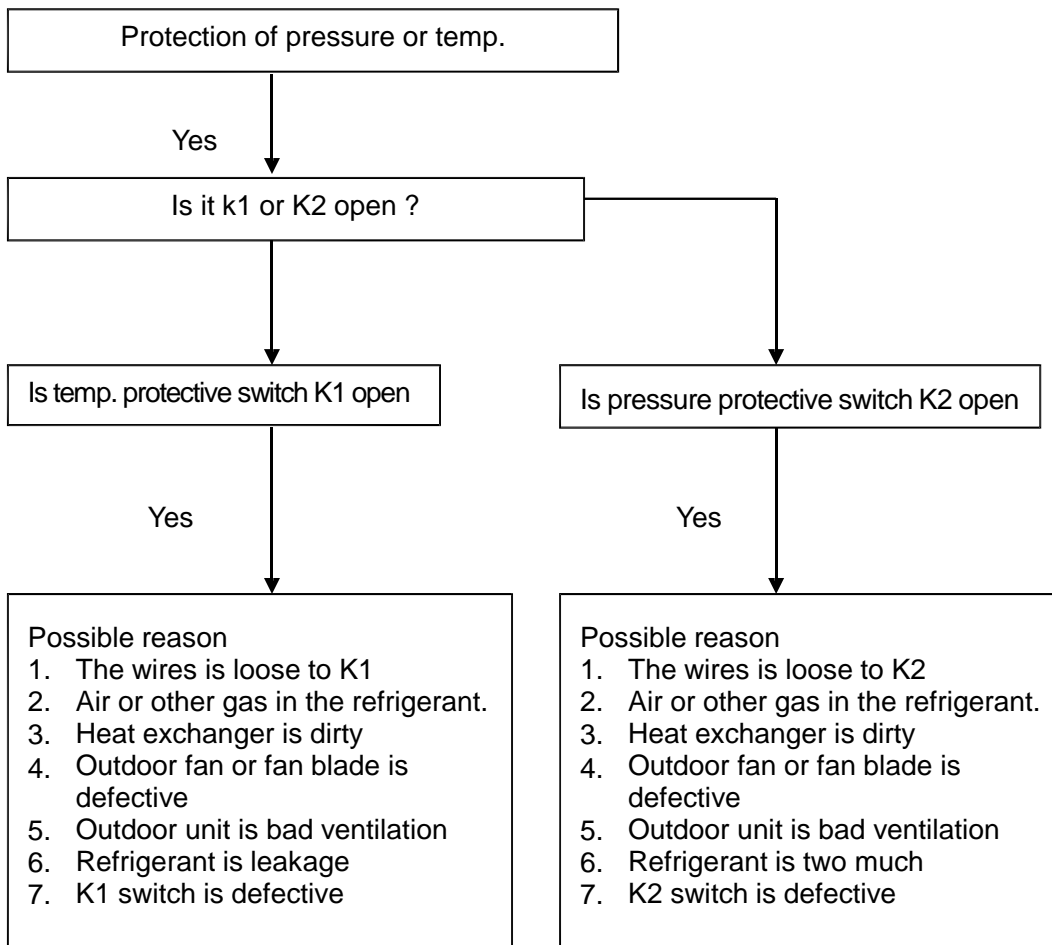 Protection of pressure or temp.
Yes
Is it k1 or K2 open ?
Is temp. protective switch K1 open
Is pressure protective switch K2 open
Yes
Yes
Possible reason
1. The wires is loose to K1
2. Air or other gas in the refrigerant.
3. Heat exchanger is dirty
4. Outdoor fan or fan blade is
defective
5. Outdoor unit is bad ventilation
6. Refrigerant is leakage
7. K1 switch is defective
Possible reason
1. The wires is loose to K2
2. Air or other gas in the refrigerant.
3. Heat exchanger is dirty
4. Outdoor fan or fan blade is
defective
5. Outdoor unit is bad ventilation
6. Refrigerant is two much
7. K2 switch is defective